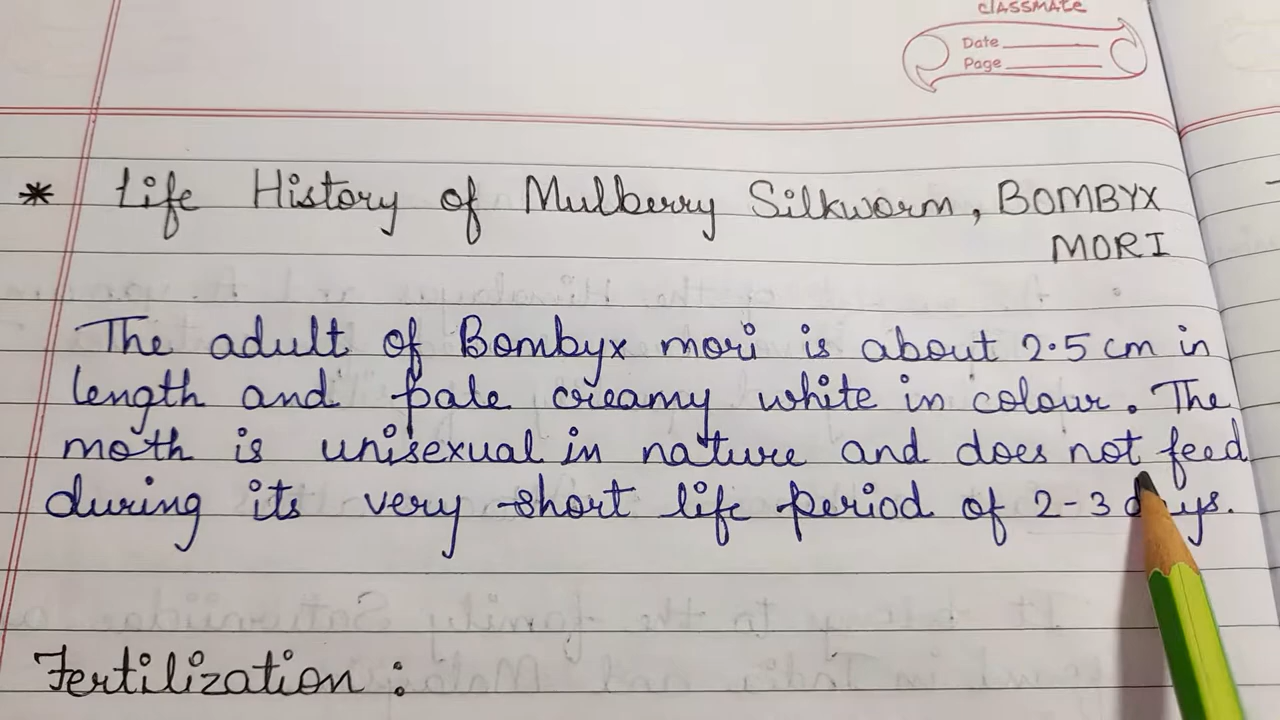 classmate
Date
Page
* Life History of Mulberry Silkworm, BOMBYX
MORI
The adult of Bombyx mori is about 2.5 cm in
length and pale creamy white in colour. The
moth is unisexual in nature and does not feed
during its very short life period of 2-3 days.
Fertilization :